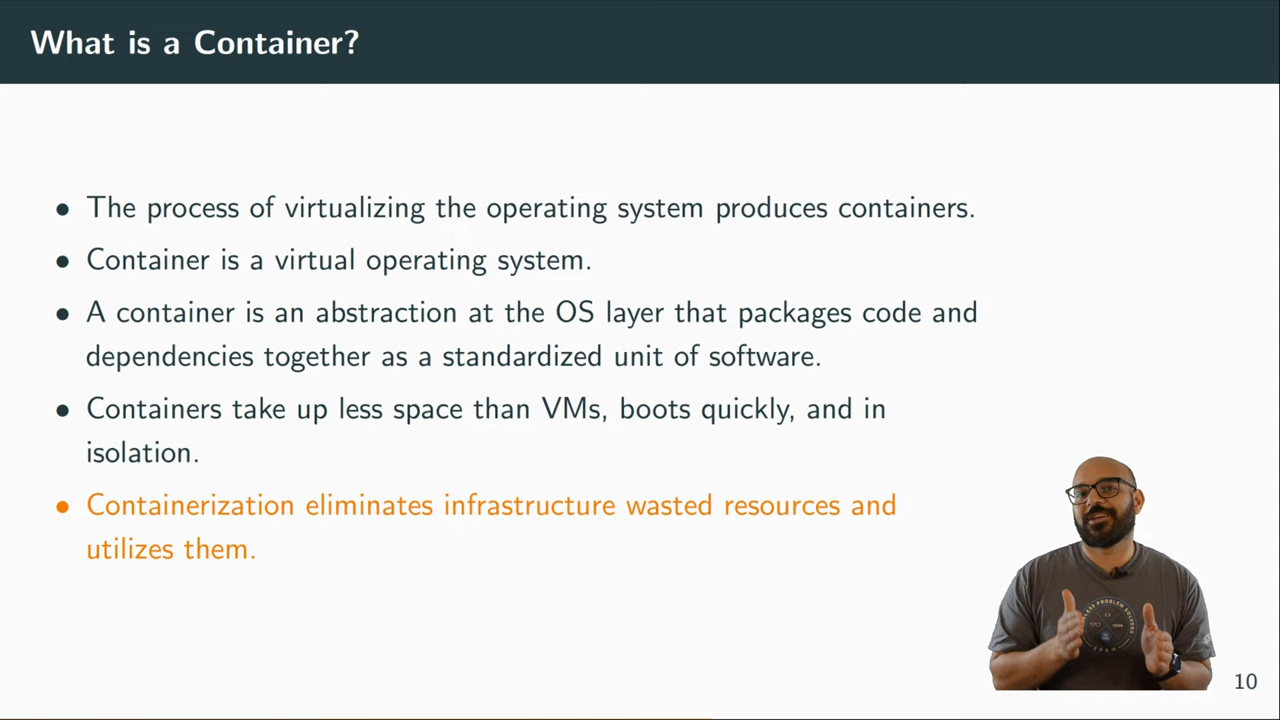 What is a Container?
• The process of virtualizing the operating system produces containers.
• Container is a virtual operating system.
• A container is an abstraction at the OS layer that packages code and
dependencies together as a standardized unit of software.
• Containers take up less space than VMs, boots quickly, and in
isolation.
• Containerization eliminates infrastructure wasted resources and
utilizes them.
10